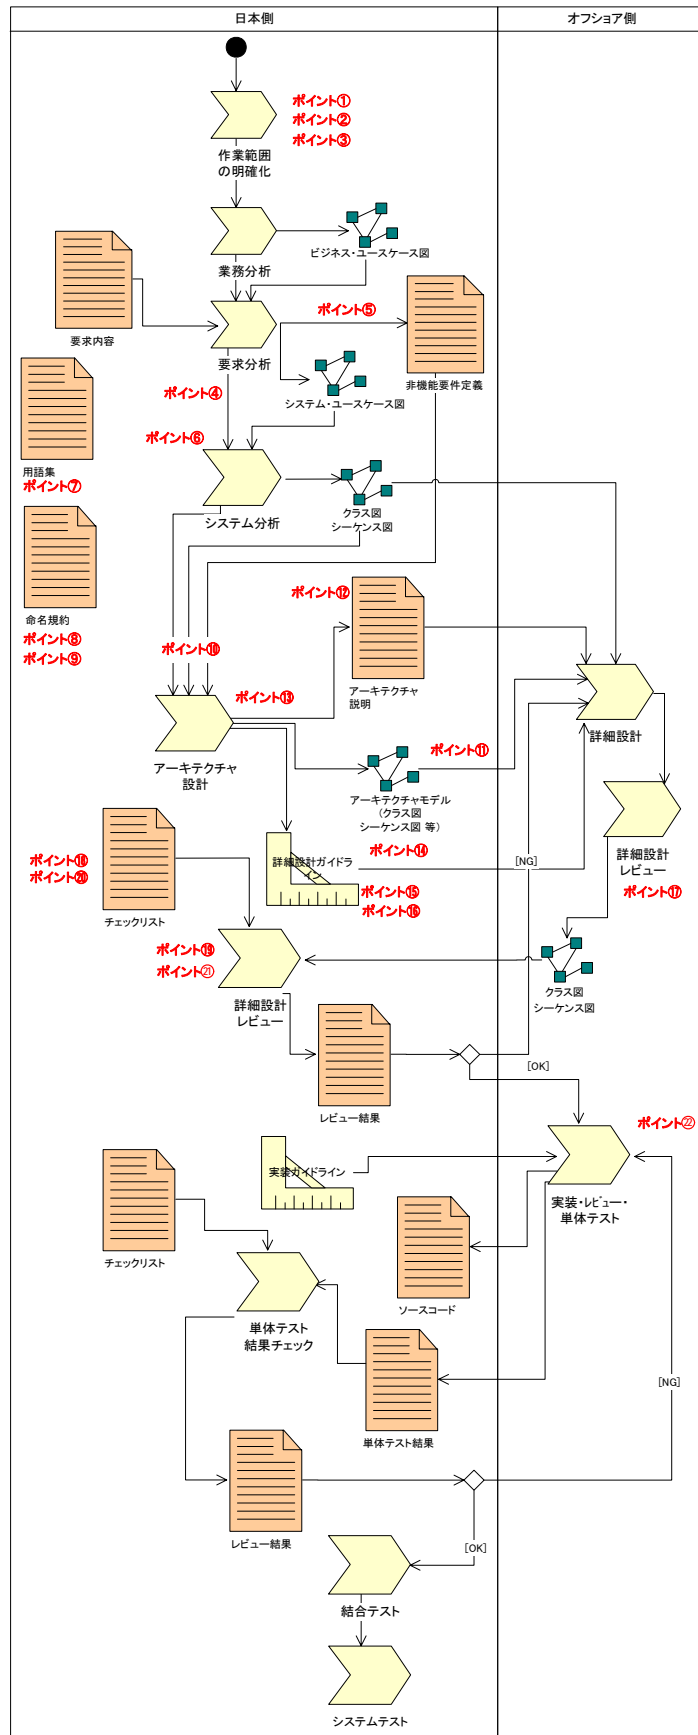 日本側
オフショア側
ポイント①
ポイント②
ポイント③
作業範囲
の明確化
業務分析
ビジネス・ユースケース図
要求内容
要求分析
ポイント⑤
非機能要件定義
システム・ユースケース図
ポイント④
ポイント⑥
用語集
ポイント⑦
システム分析
クラス図
シーケンス図
命名規約
ポイント⑧
ポイント⑨
ポイント⑩
ポイント⑫
ポイント⑬
アーキテクチャ
説明
詳細設計
アーキテクチャ
設計
ポイント⑪
アーキテクチャモデル
(クラス図
シーケンス図 等)
ポイント⑭
詳細設計ガイドラ
イン
ポイント⑮
ポイント⑯
[NG]
詳細設計
レビュー
ポイント⑰
ポイント⑱
ポイント⑳
チェックリスト
ポイント⑲
ポイント㉑
詳細設計
レビュー
クラス図
シーケンス図
レビュー結果
[OK]
ポイント㉒
実装ガイドライン
実装・レビュー・
単体テスト
チェックリスト
ソースコード
単体テスト
結果チェック
単体テスト結果
[NG]
レビュー結果
[OK]
結合テスト
システムテスト